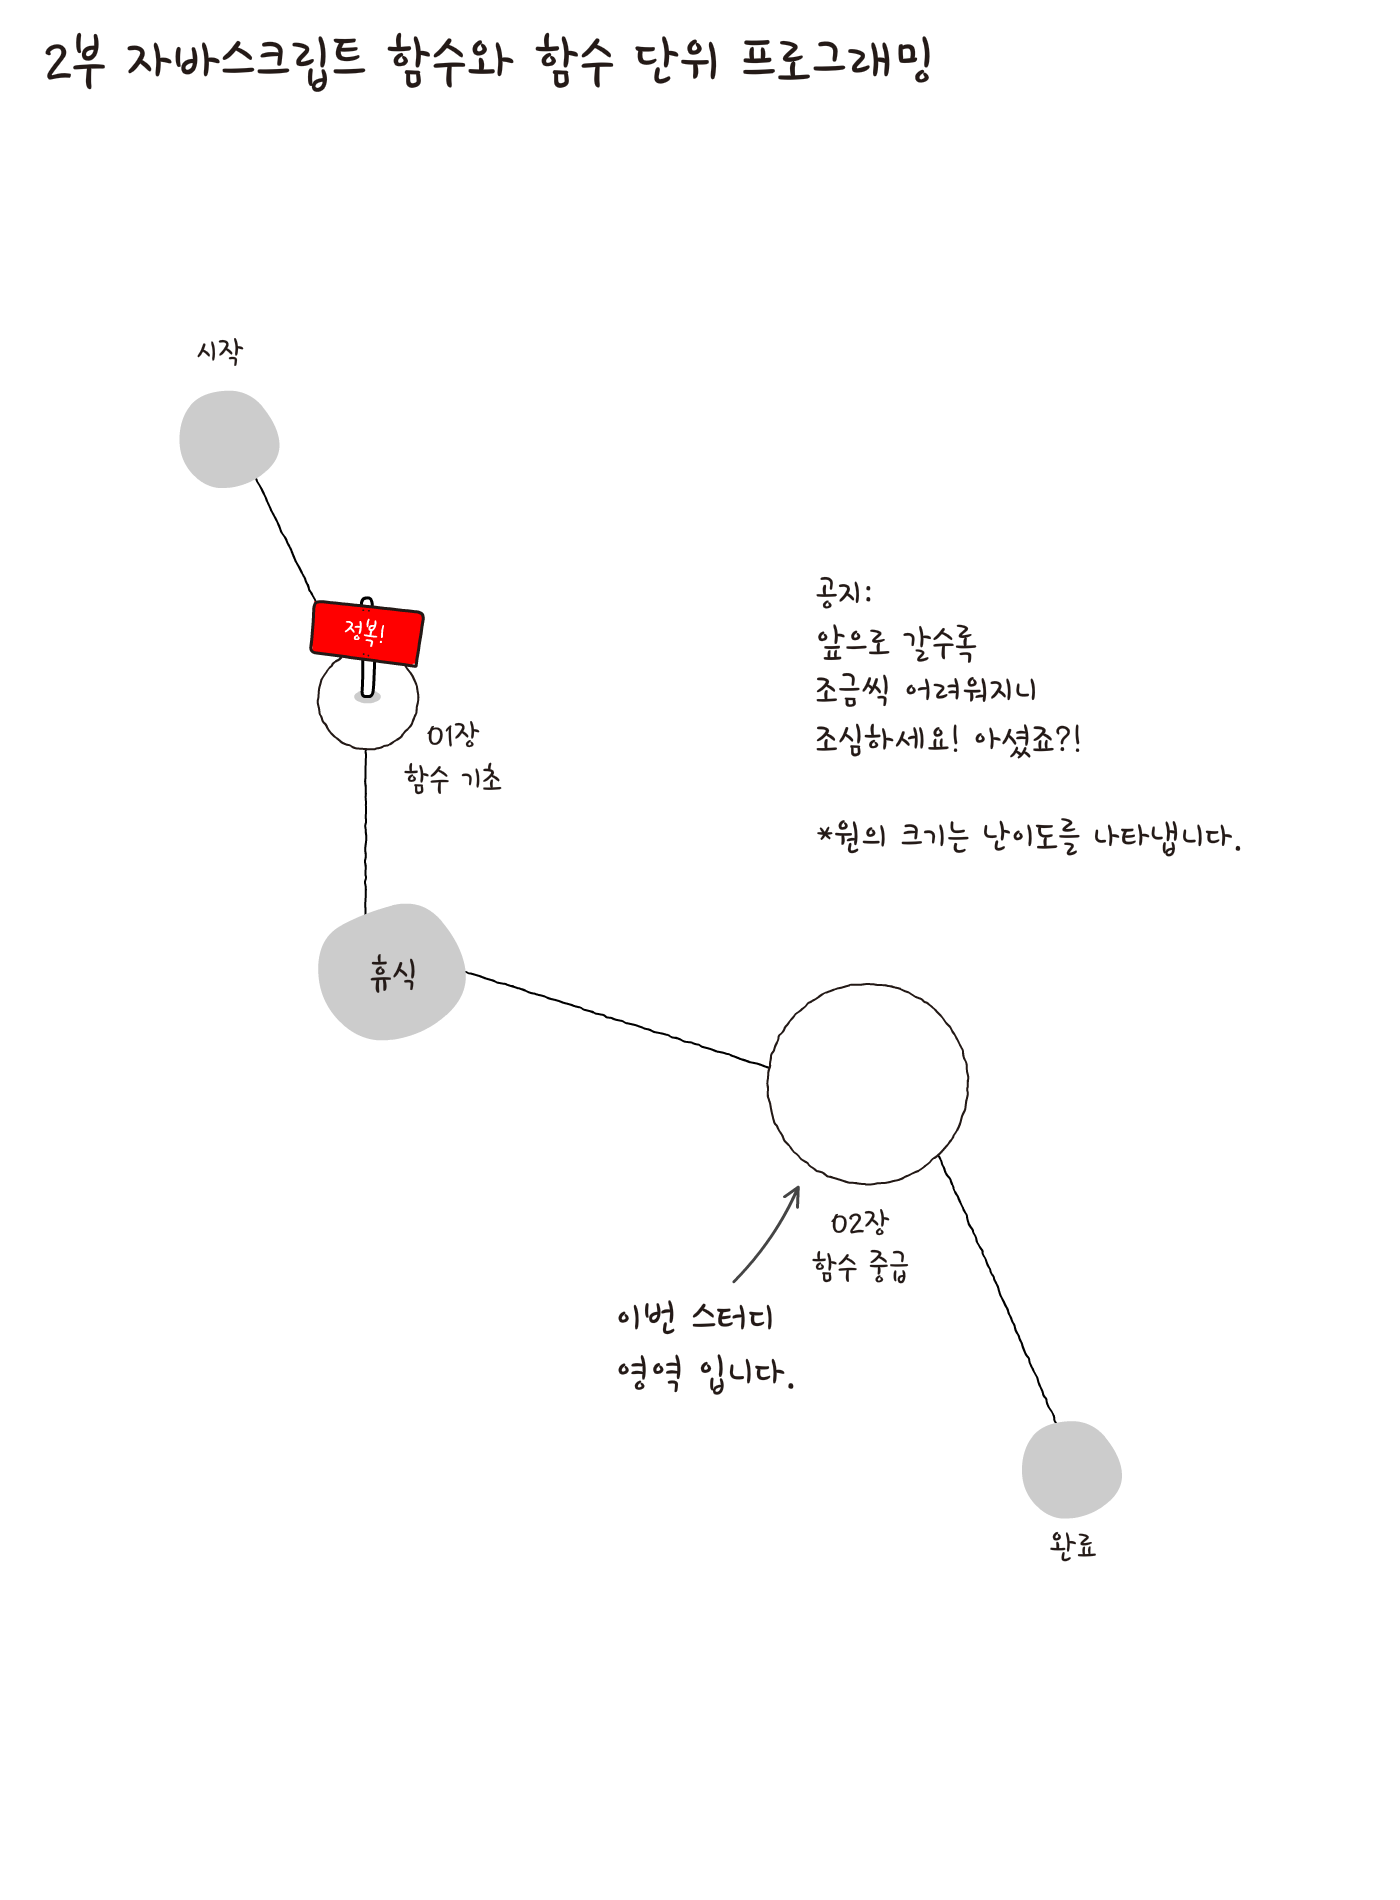 2부 자바스크립트 함수와 함수 단위 프로그래밍
시작
정복!
01장
함수 기초
공지:
앞으로 갈수록
조금씩 어려워지니
조심하세요! 아셨죠?!
*원의 크기는 난이도를 나타냅니다.
휴식
02장
함수 중급
이번 스터디
영역 입니다.
완료